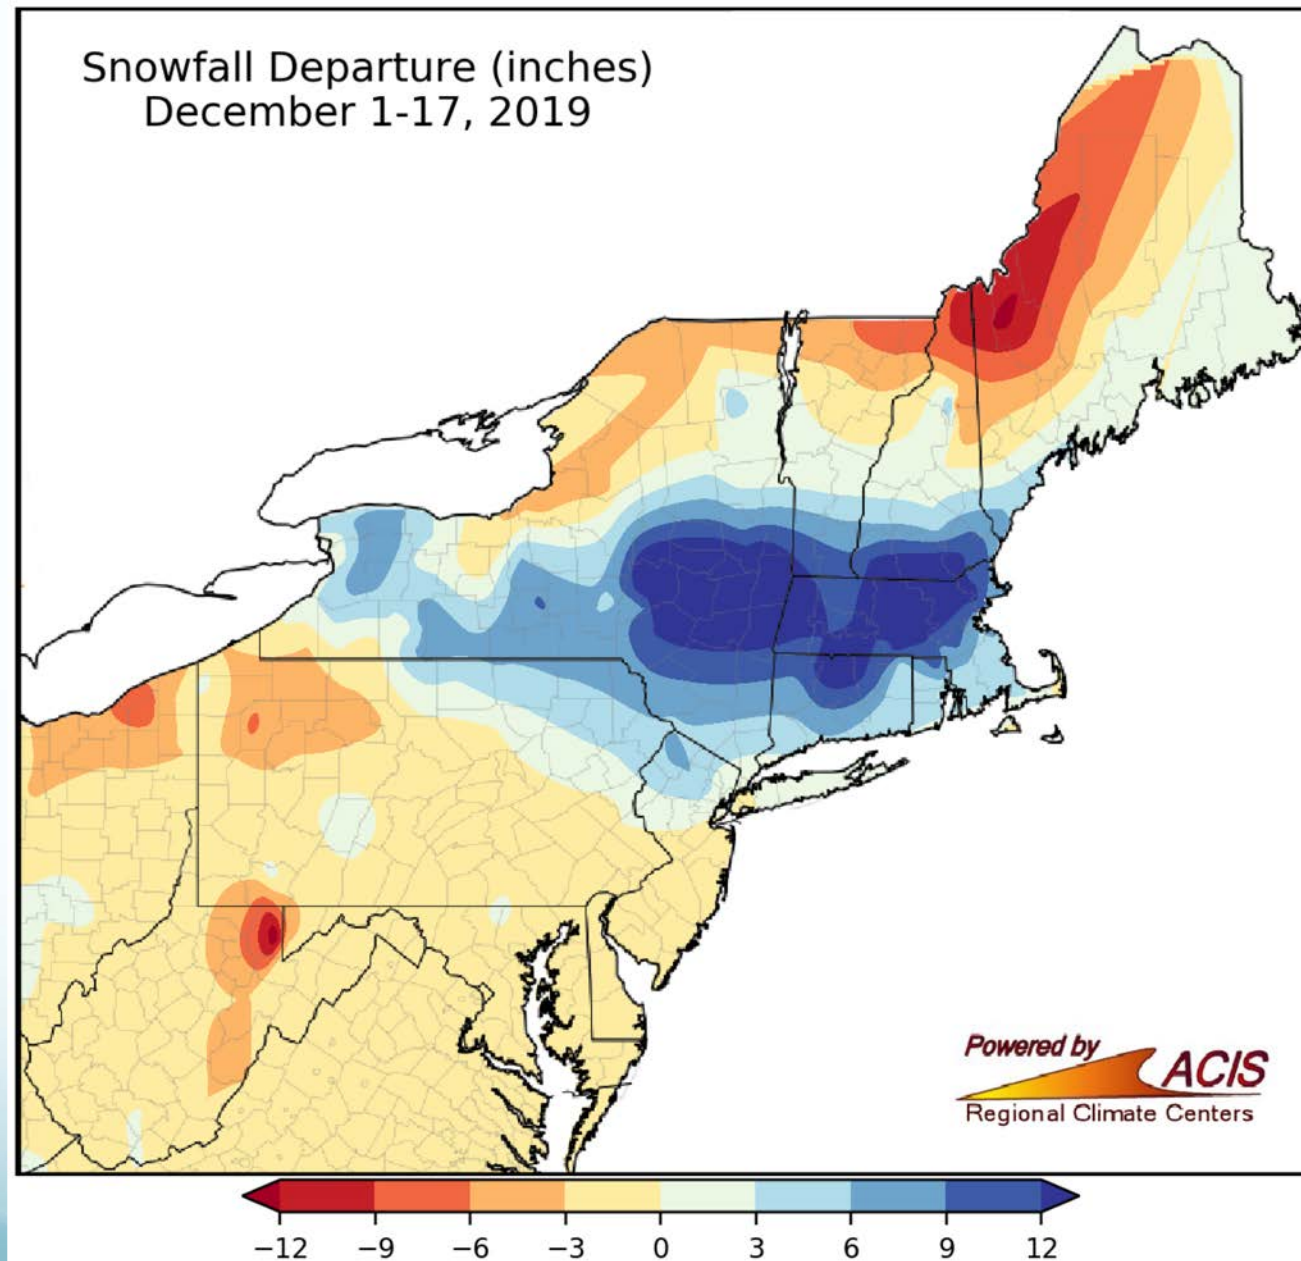 Snowfall Departure (inches)
December 1-17, 2019
Powered by
ACIS
Regional Climate Centers
−12 −9 −6 −3 0 3 6 9 12